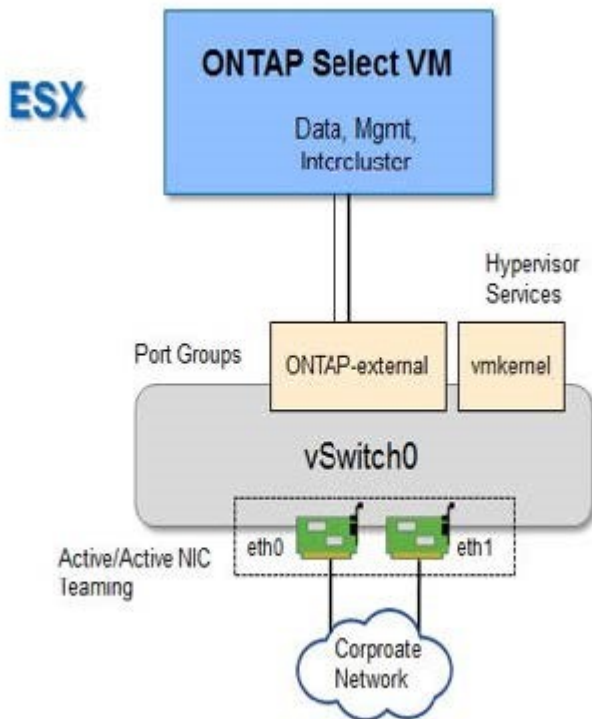 ONTAP Select VM
ESX
Data, Mgmt,
Intercluster
Hypervisor
Services
Port Groups
ONTAP-external
vmkernel
vSwitch0
eth0
eth1
Active/Active NIC
Teaming
Corproate
Network